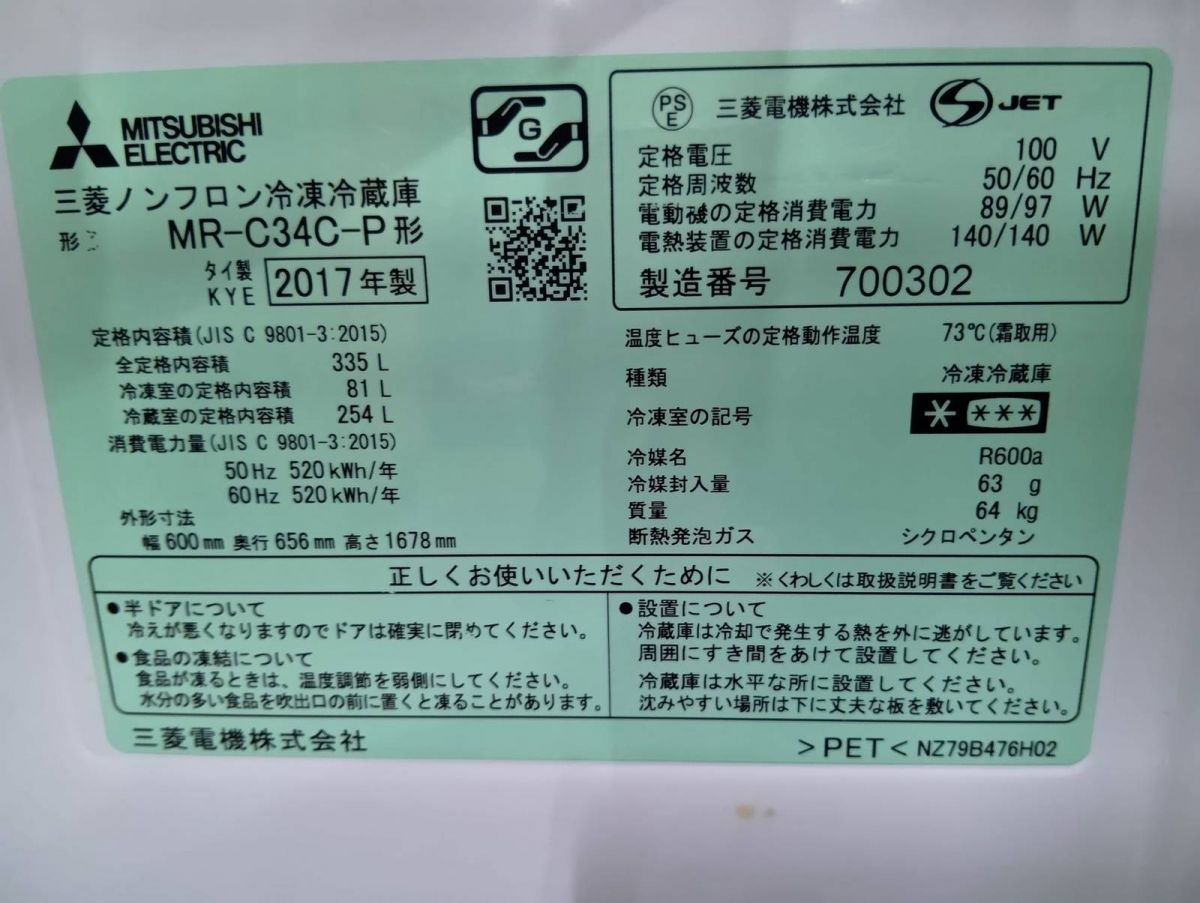 MITSUBISHI
ELECTRIC
G
三菱ノンフロン冷凍冷蔵庫
形 MR-C34C-P形
タイ製
KYE 2017年製
PS
E 三菱電機株式会社 JET
定格電圧 100 V
定格周波数 50/60 Hz
電動機の定格消費電力 89/97 W
電熱装置の定格消費電力 140/140 W
製造番号 700302
定格内容積(JIS C 9801-3:2015)
全定格内容積 335 L
冷凍室の定格内容積 81 L
冷蔵室の定格内容積 254 L
消費電力量(JIS C 9801-3:2015)
50Hz 520kWh/年
60Hz 520kWh/年
外形寸法
幅600mm 奥行656mm 高さ1678mm
温度ヒューズの定格動作温度 73℃(霜取用)
種類 冷凍冷蔵庫
冷凍室の記号 * ***
冷媒名 R600a
冷媒封入量 63 g
質量 64 kg
断熱発泡ガス シクロペンタン
正しくお使いいただくために ※くわしくは取扱説明書をご覧ください
●半ドアについて
冷えが悪くなりますのでドアは確実に閉めてください。
●食品の凍結について
食品が凍るときは、温度調節を弱側にしてください。
水分の多い食品を吹出口の前に置くと凍ることがあります。
●設置について
冷蔵庫は冷却で発生する熱を外に逃がしています。
周囲にすき間をあけて設置してください。
冷蔵庫は水平な所に設置してください。
沈みやすい場所は下に丈夫な板を敷いてください。
三菱電機株式会社
>PET< NZ79B476H02